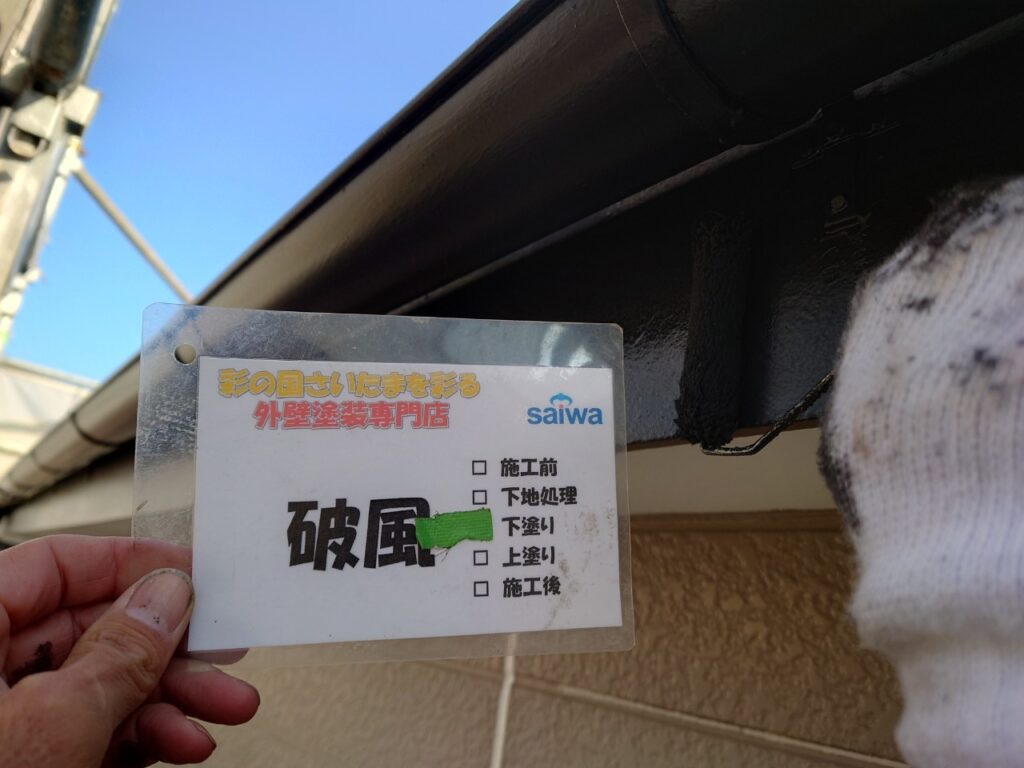 彩の国さいたまを彩る
外壁塗装専門店
saiwa
破風
□ 施工前
□ 下地処理
下塗り
□ 上塗り
□ 施工後